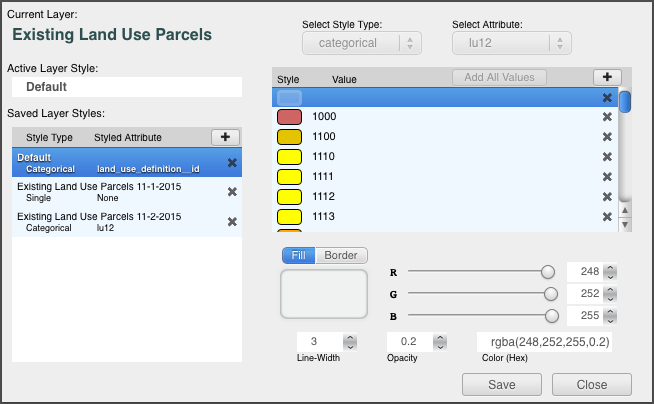 Current Layer:
Existing Land Use Parcels
Select Style Type:
Select Attribute:
categorical
lu12
Active Layer Style:
Default
Saved Layer Styles:
Style Type Styled Attribute +
Default
Categorical land_use_definition__id
Existing Land Use Parcels 11-1-2015
Single None
Existing Land Use Parcels 11-2-2015
Categorical lu12
Style Value Add All Values +
1000
1100
1110
1111
1112
1113
Fill Border
R 248
G 252
B 255
3
Line-Width
0.2
Opacity
rgba(248,252,255,0.2)
Color (Hex)
Save Close